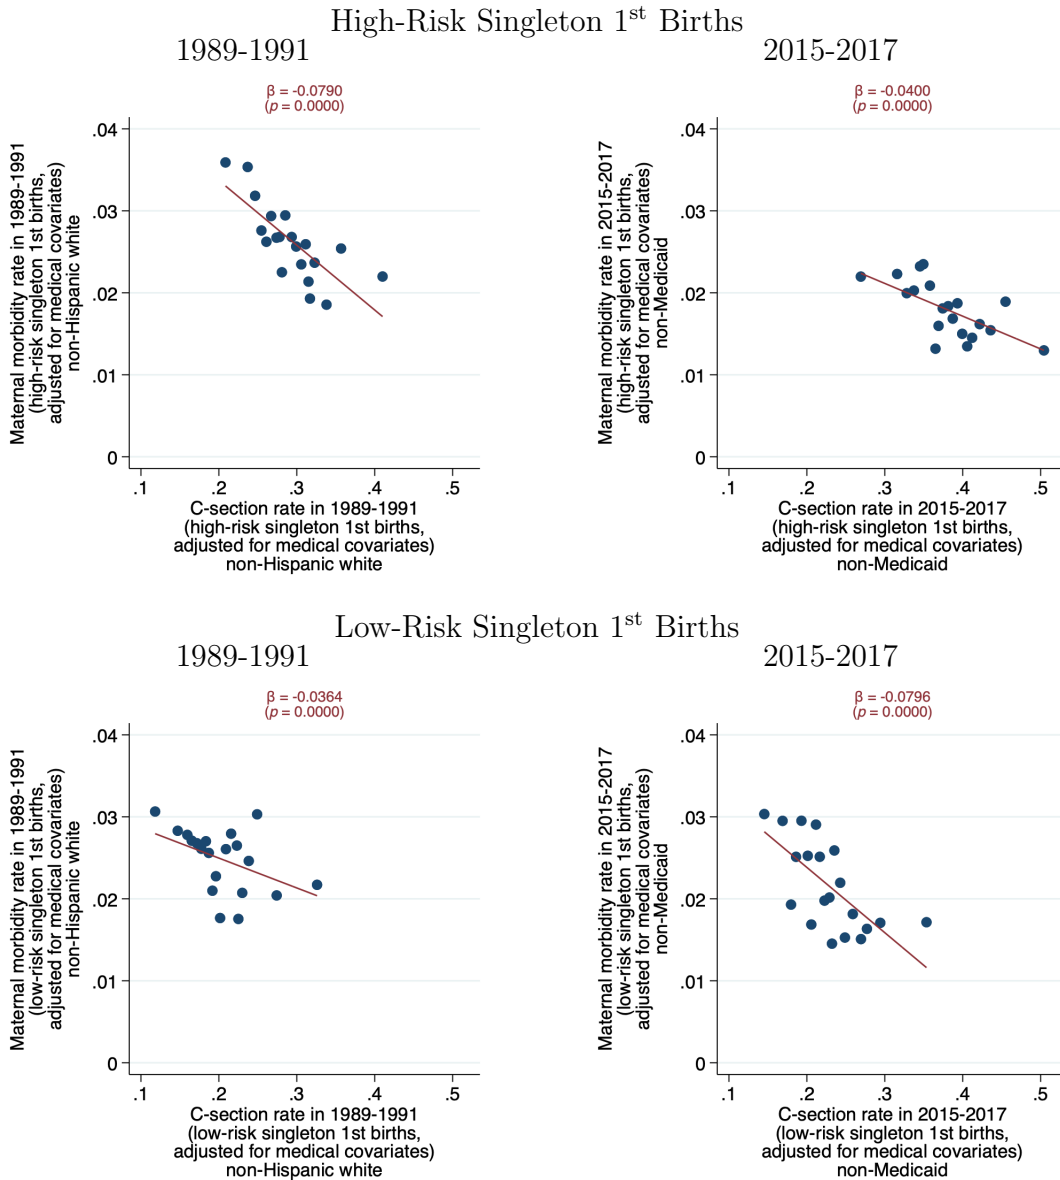 High-Risk Singleton 1st Births
1989-1991
β = -0.0790
(p = 0.0000)
Maternal morbidity rate in 1989-1991
(high-risk singleton 1st births,
adjusted for medical covariates)
non-Hispanic white
.04
.03
.02
.01
0
.1 .2 .3 .4 .5
C-section rate in 1989-1991
(high-risk singleton 1st births,
adjusted for medical covariates)
non-Hispanic white
2015-2017
β = -0.0400
(p = 0.0000)
Maternal morbidity rate in 2015-2017
(high-risk singleton 1st births,
adjusted for medical covariates)
non-Medicaid
.04
.03
.02
.01
0
.1 .2 .3 .4 .5
C-section rate in 2015-2017
(high-risk singleton 1st births,
adjusted for medical covariates)
non-Medicaid
Low-Risk Singleton 1st Births
1989-1991
β = -0.0364
(p = 0.0000)
Maternal morbidity rate in 1989-1991
(low-risk singleton 1st births,
adjusted for medical covariates)
non-Hispanic white
.04
.03
.02
.01
0
.1 .2 .3 .4 .5
C-section rate in 1989-1991
(low-risk singleton 1st births,
adjusted for medical covariates)
non-Hispanic white
2015-2017
β = -0.0796
(p = 0.0000)
Maternal morbidity rate in 2015-2017
(low-risk singleton 1st births,
adjusted for medical covariates)
non-Medicaid
.04
.03
.02
.01
0
.1 .2 .3 .4 .5
C-section rate in 2015-2017
(low-risk singleton 1st births,
adjusted for medical covariates)
non-Medicaid